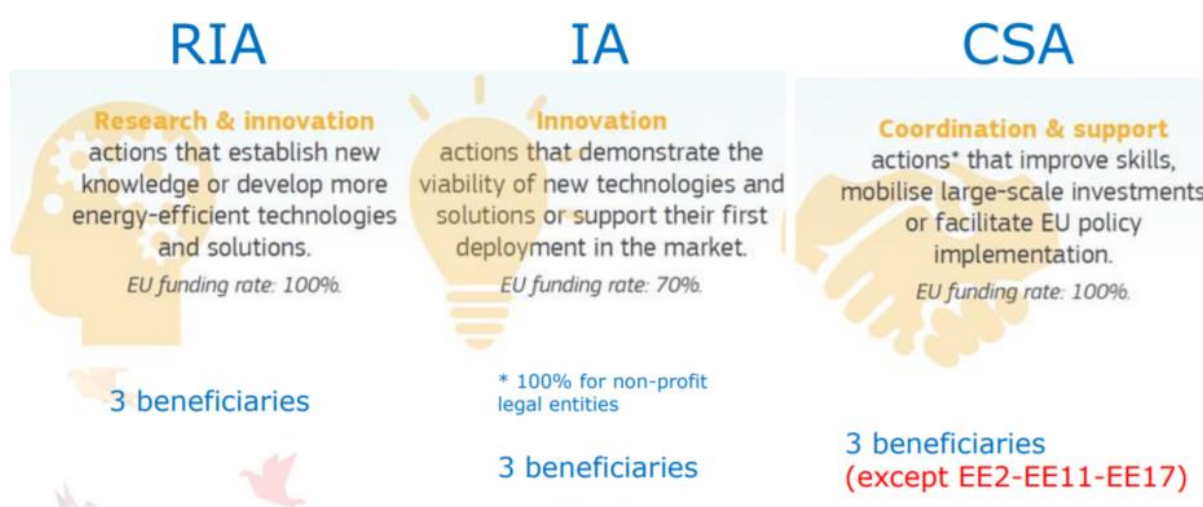 RIA
Research & innovation
actions that establish new
knowledge or develop more
energy-efficient technologies
and solutions.
EU funding rate: 100%.
3 beneficiaries
IA
Innovation
actions that demonstrate the
viability of new technologies and
solutions or support their first
deployment in the market.
EU funding rate: 70%.
* 100% for non-profit
legal entities
3 beneficiaries
CSA
Coordination & support
actions* that improve skills,
mobilise large-scale investments
or facilitate EU policy
implementation.
EU funding rate: 100%.
3 beneficiaries
(except EE2-EE11-EE17)